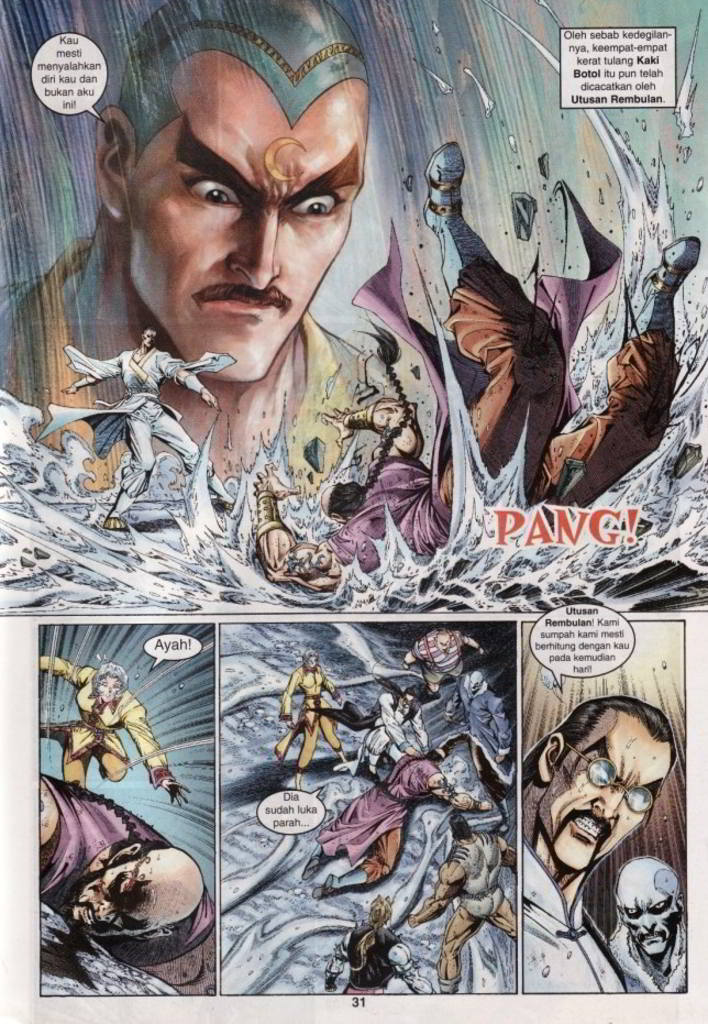 Kau
mesti
menyalahkan
diri kau dan
bukan aku
ini!
Oleh sebab kedegilan-
nya, keempat-empat
kerat tulang Kaki
Botol itu pun telah
dicacatkan oleh
Utusan Rembulan.
PANG!
Ayah!
Dia
sudah luka
parah...
Utusan
Rembulan! Kami
sumpah kami mesti
berhitung dengan kau
pada kemudian
hari!
31